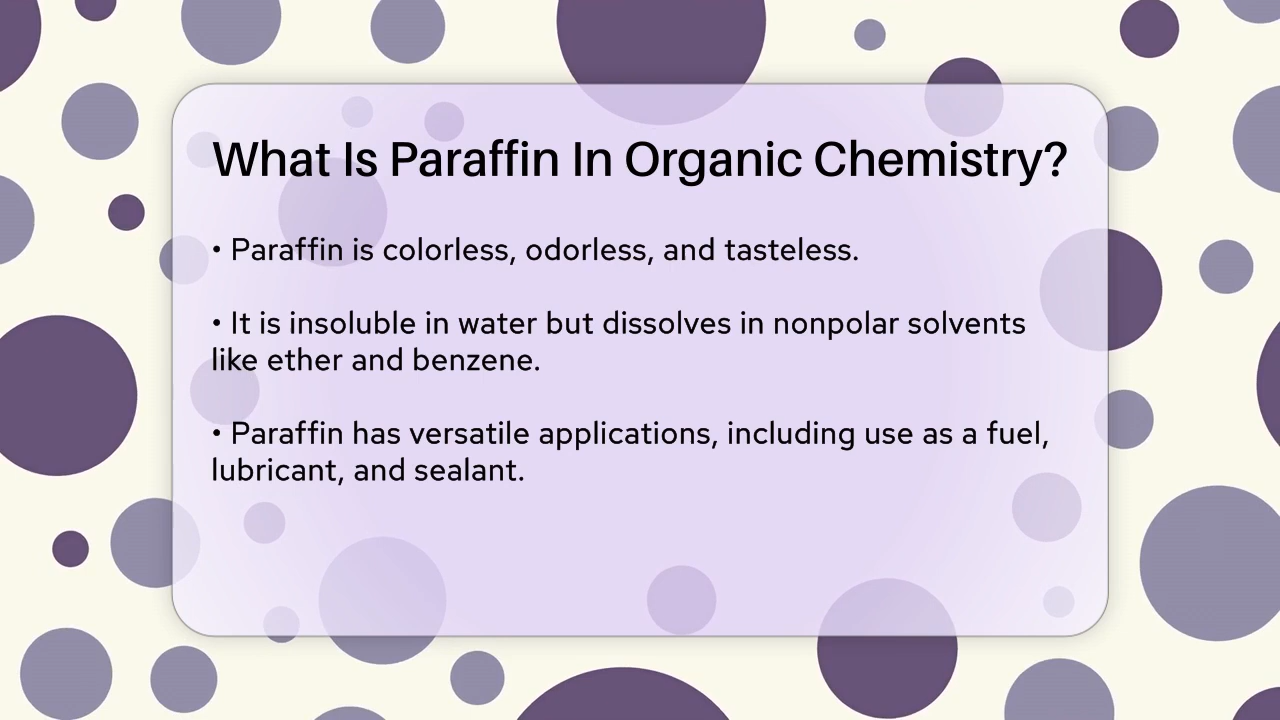 What Is Paraffin In Organic Chemistry?
• Paraffin is colorless, odorless, and tasteless.
• It is insoluble in water but dissolves in nonpolar solvents
like ether and benzene.
• Paraffin has versatile applications, including use as a fuel,
lubricant, and sealant.